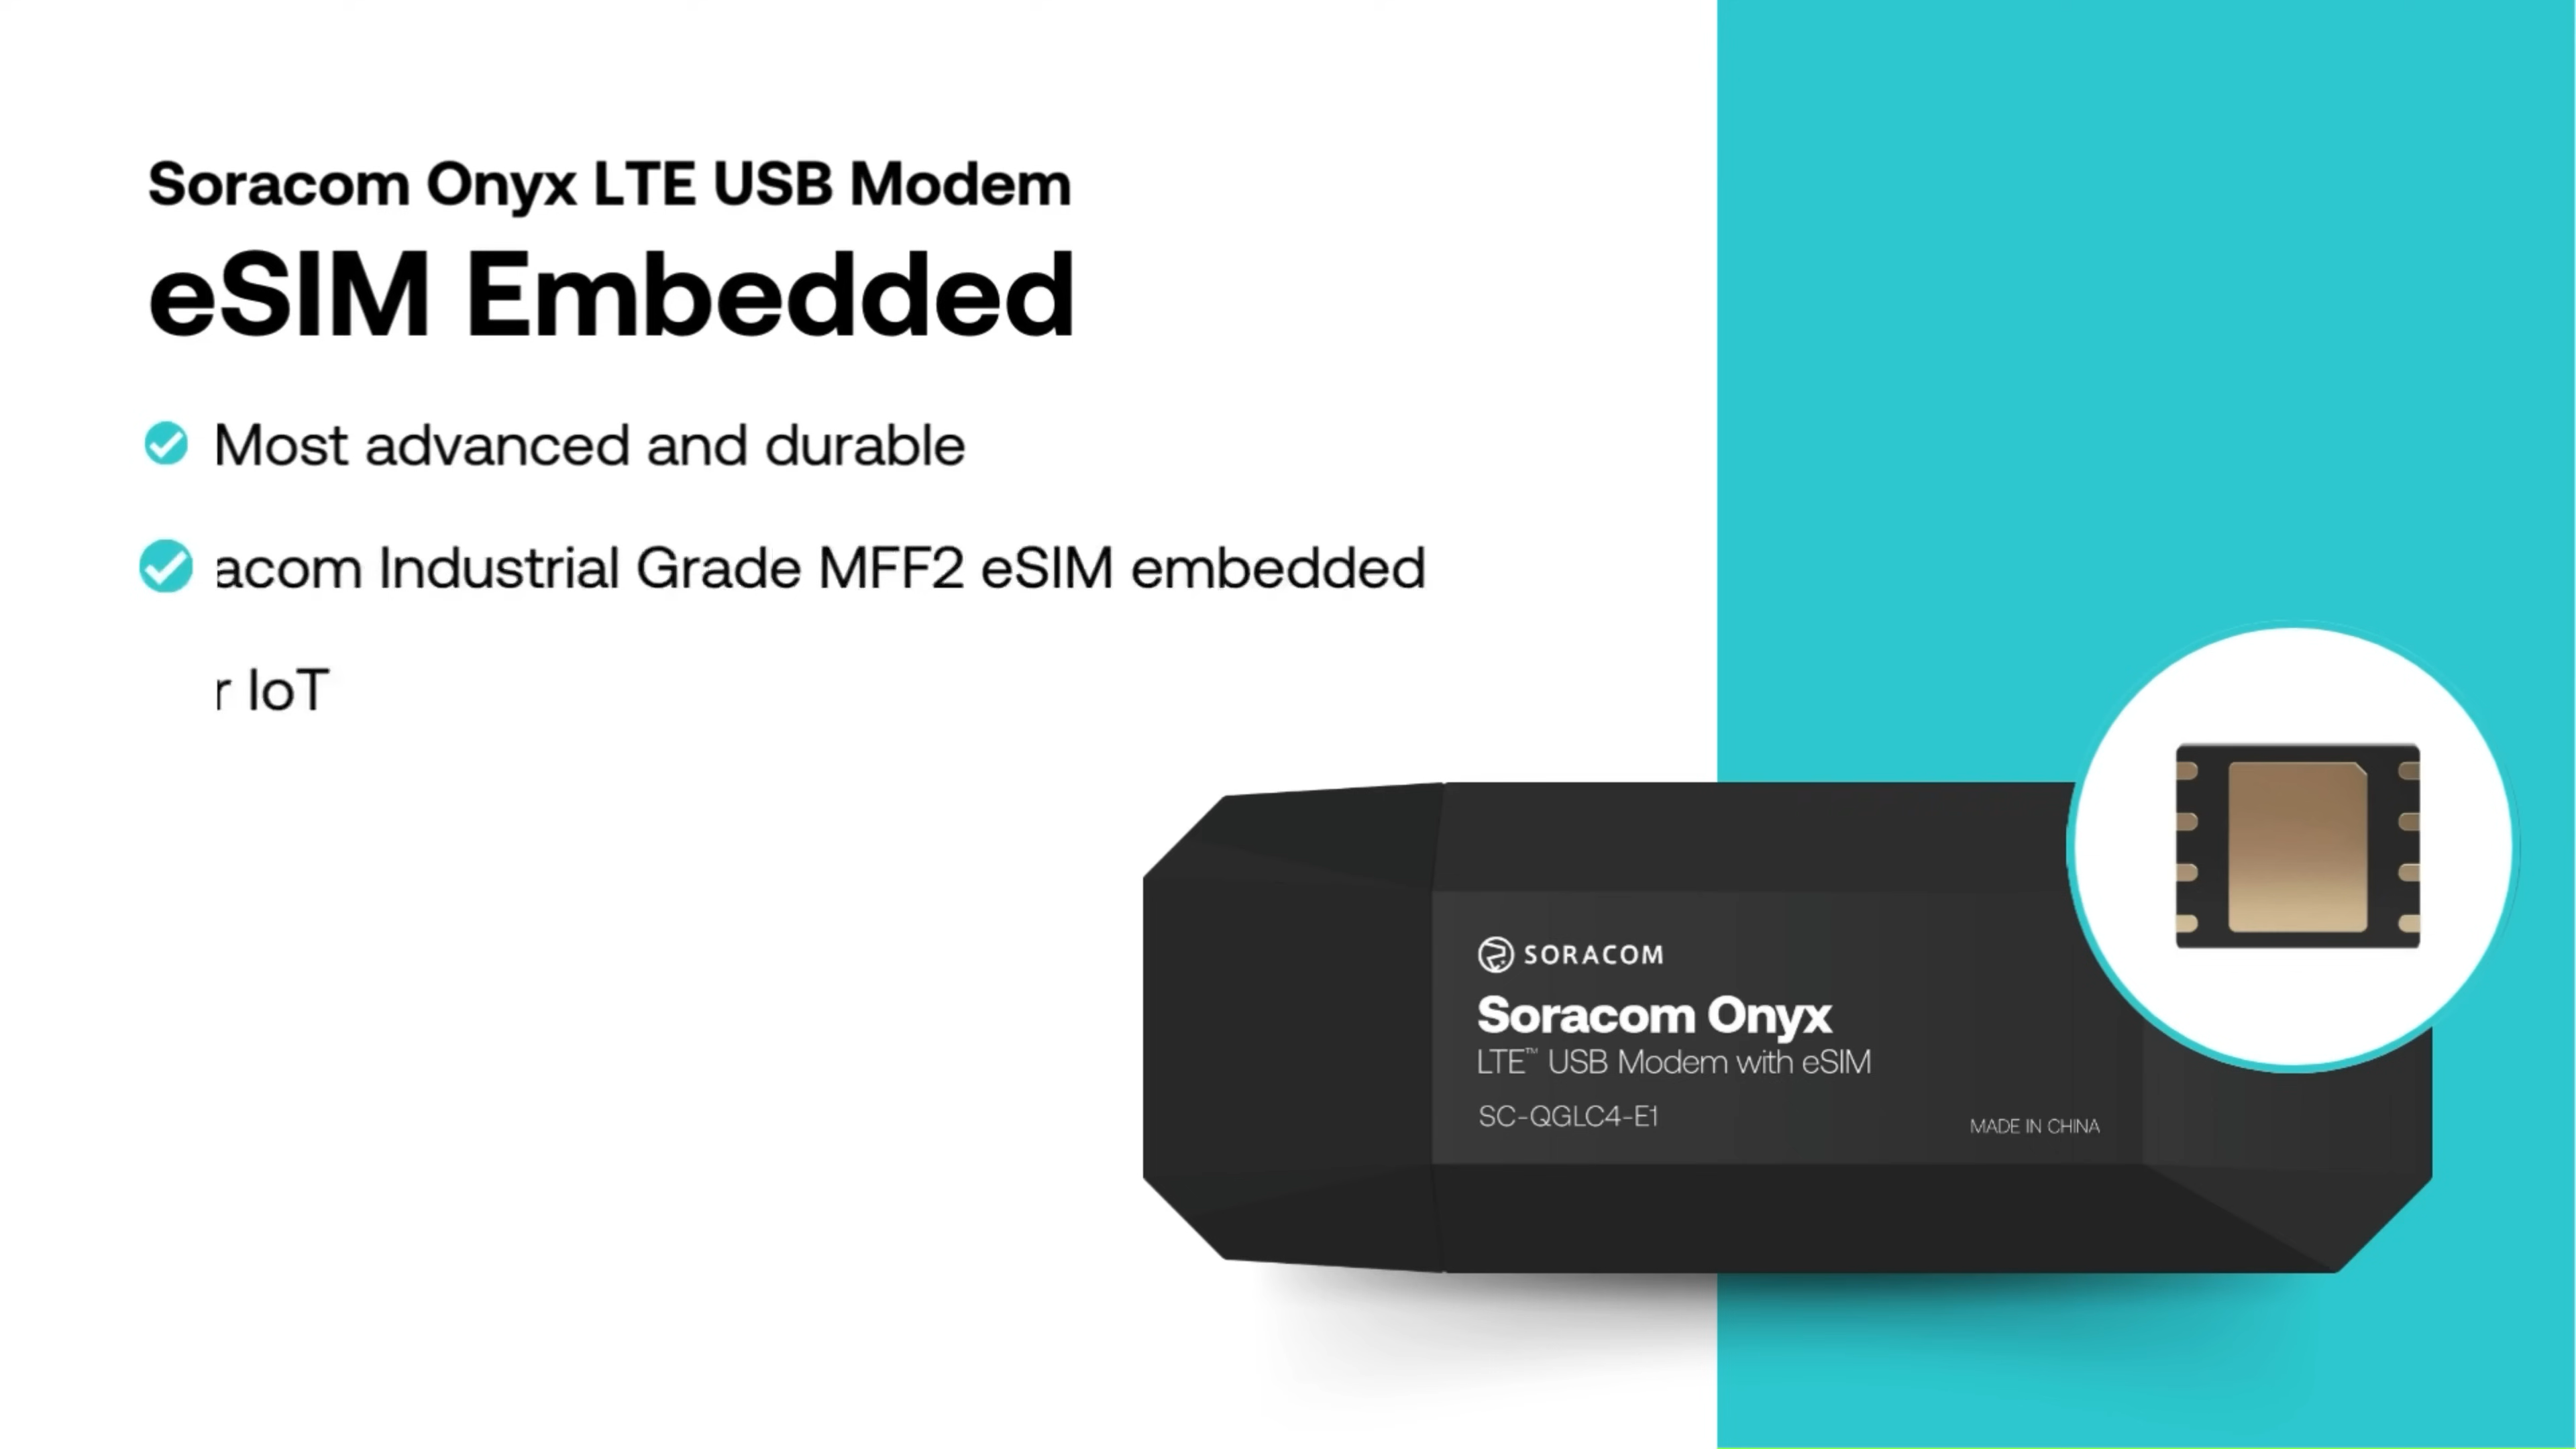 Soracom Onyx LTE USB Modem
eSIM Embedded
Most advanced and durable
acom Industrial Grade MFF2 eSIM embedded
r IoT
SORACOM
Soracom Onyx
LTE™ USB Modem with eSIM
SC-QGLC4-E1
MADE IN CHINA